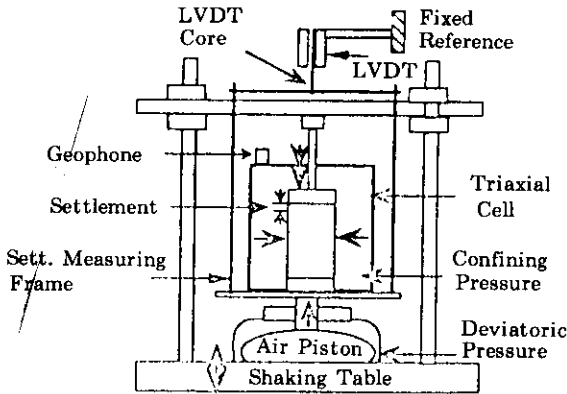 LVDT
Core
Fixed
Reference
LVDT
Geophone
Settlement
Triaxial
Cell
Sett. Measuring
Frame
Confining
Pressure
Deviatoric
Pressure
Air Piston
Shaking Table